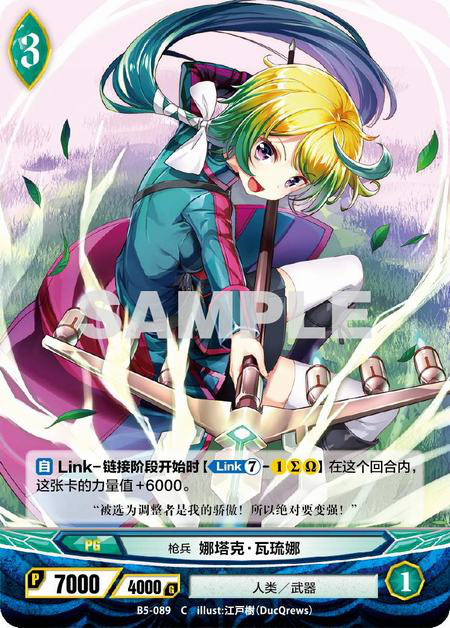 3
SAMPLE
自 Link-链接阶段开始时【Link 7 - 1 Σ Ω】在这个回合内，
这张卡的力量值+6000。
“被选为调整者是我的骄傲！所以绝对要变强！”
PG 枪兵 娜塔克·瓦琉娜
P 7000 / 4000 G 人类／武器 1
B5-089 C illust:江戸樹(DucQrews)